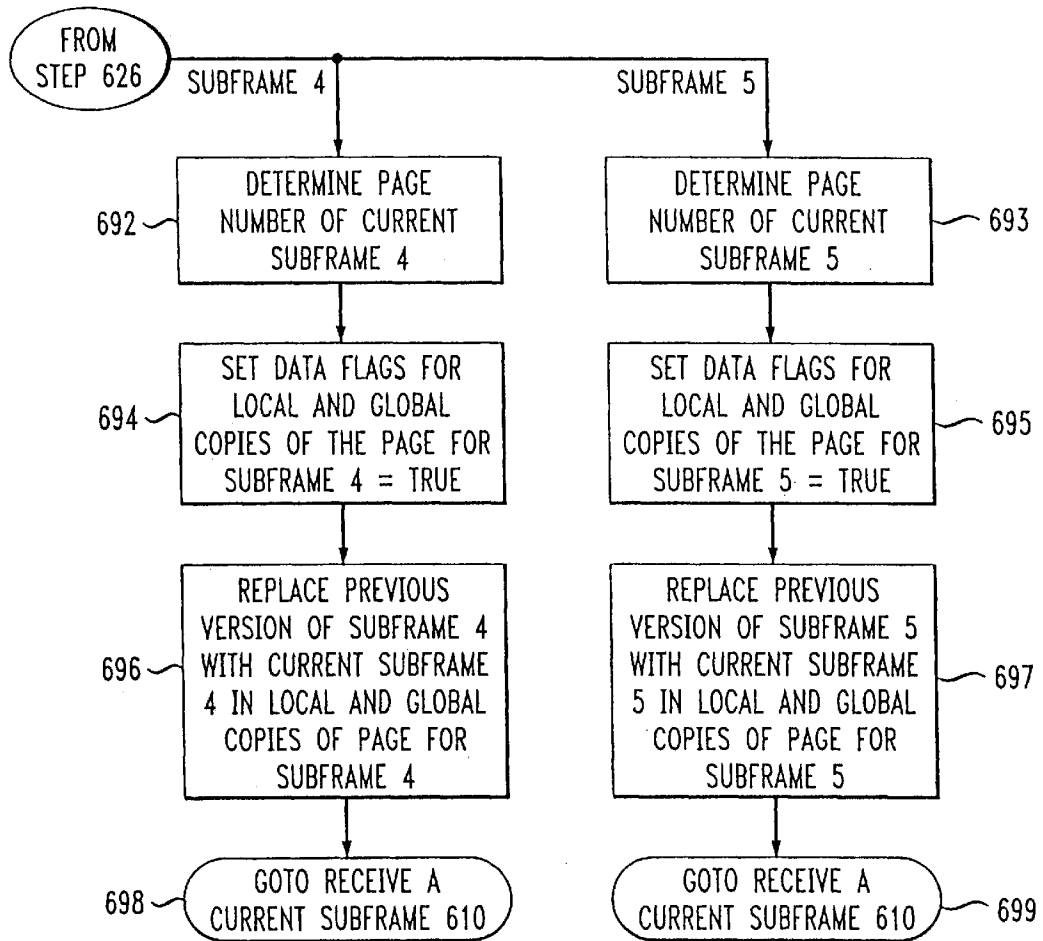 FROM
STEP 626
SUBFRAME 4
SUBFRAME 5
692
DETERMINE PAGE
NUMBER OF CURRENT
SUBFRAME 4
DETERMINE PAGE
NUMBER OF CURRENT
SUBFRAME 5
693
694
SET DATA FLAGS FOR
LOCAL AND GLOBAL
COPIES OF THE PAGE FOR
SUBFRAME 4 = TRUE
SET DATA FLAGS FOR
LOCAL AND GLOBAL
COPIES OF THE PAGE FOR
SUBFRAME 5 = TRUE
695
696
REPLACE PREVIOUS
VERSION OF SUBFRAME 4
WITH CURRENT SUBFRAME
4 IN LOCAL AND GLOBAL
COPIES OF PAGE FOR
SUBFRAME 4
REPLACE PREVIOUS
VERSION OF SUBFRAME 5
WITH CURRENT SUBFRAME
5 IN LOCAL AND GLOBAL
COPIES OF PAGE FOR
SUBFRAME 5
697
698
GOTO RECEIVE A
CURRENT SUBFRAME 610
GOTO RECEIVE A
CURRENT SUBFRAME 610
699